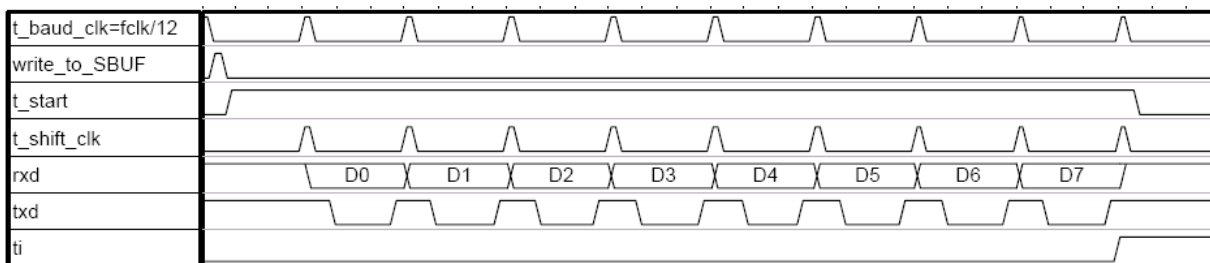 t_baud_clk=fclk/12
write_to_SBUF
t_start
t_shift_clk
rxd D0 D1 D2 D3 D4 D5 D6 D7
txd
ti